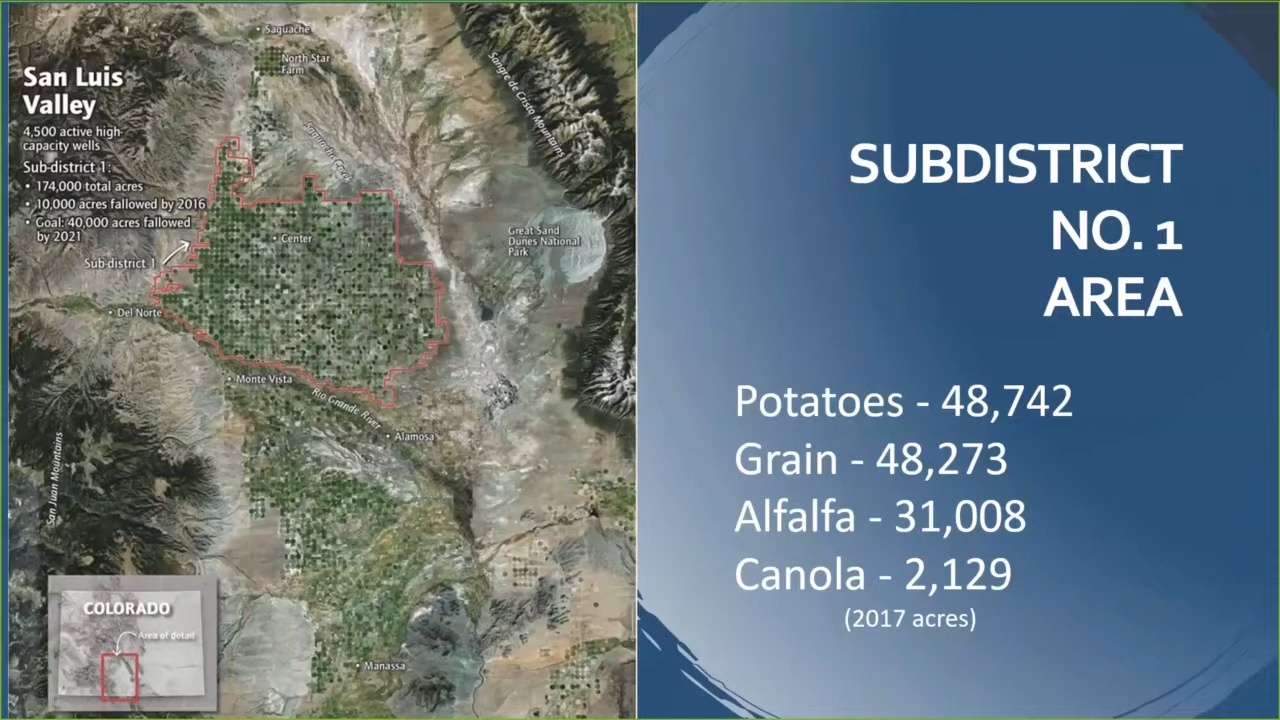 Saguache
North Star
Farm
San Luis
Valley
4,500 active high-
capacity wells
Sub-district 1:
• 174,000 total acres
• 10,000 acres fallowed by 2016
• Goal: 40,000 acres fallowed
by 2021
Sub-district 1
Sangre de Cristo Mountains
Saguache Creek
Center
Great Sand
Dunes National
Park
Del Norte
Monte Vista
Rio Grande River
Alamosa
San Juan Mountains
COLORADO
Area of detail
Manassa
SUBDISTRICT
NO. 1
AREA
Potatoes - 48,742
Grain - 48,273
Alfalfa - 31,008
Canola - 2,129
(2017 acres)